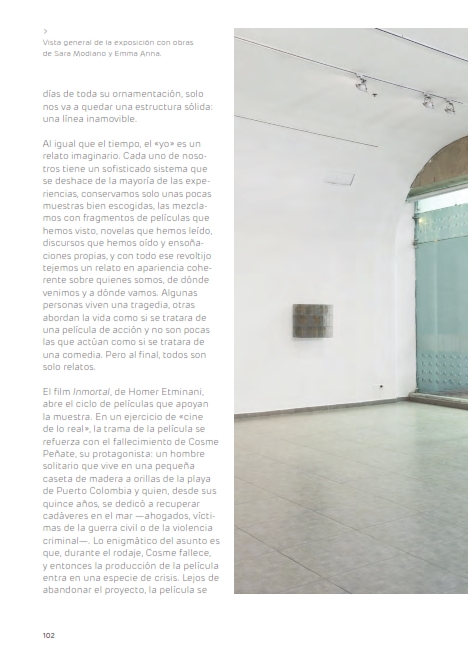 >
Vista general de la exposición con obras
de Sara Modiano y Emma Anna.
días de toda su ornamentación, solo
nos va a quedar una estructura sólida:
una línea inamovible.
Al igual que el tiempo, el «yo» es un
relato imaginario. Cada uno de noso-
tros tiene un sofisticado sistema que
se deshace de la mayoría de las expe-
riencias, conservamos solo unas pocas
muestras bien escogidas, las mezcla-
mos con fragmentos de películas que
hemos visto, novelas que hemos leído,
discursos que hemos oído y ensoña-
ciones propias, y con todo ese revoltijo
tejemos un relato en apariencia cohe-
rente sobre quienes somos, de dónde
venimos y a dónde vamos. Algunas
personas viven una tragedia, otras
abordan la vida como si se tratara de
una película de acción y no son pocas
las que actúan como si se tratara de
una comedia. Pero al final, todos son
solo relatos.
El film Inmortal, de Homer Etminani,
abre el ciclo de películas que apoyan
la muestra. En un ejercicio de «cine
de lo real», la trama de la película se
refuerza con el fallecimiento de Cosme
Peñate, su protagonista: un hombre
solitario que vive en una pequeña
caseta de madera a orillas de la playa
de Puerto Colombia y quien, desde sus
quince años, se dedicó a recuperar
cadáveres en el mar —ahogados, vícti-
mas de la guerra civil o de la violencia
criminal—. Lo enigmático del asunto es
que, durante el rodaje, Cosme fallece,
y entonces la producción de la película
entra en una especie de crisis. Lejos de
abandonar el proyecto, la película se
102